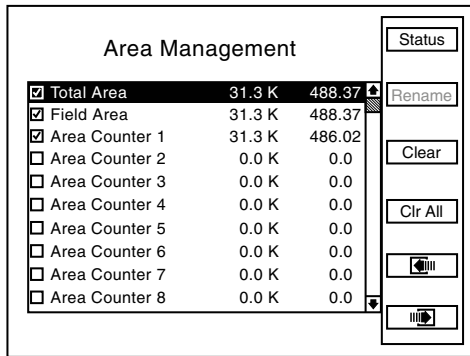 Area Management
Total Area 31.3 K 488.37
Field Area 31.3 K 488.37
Area Counter 1 31.3 K 486.02
Area Counter 2 0.0 K 0.0
Area Counter 3 0.0 K 0.0
Area Counter 4 0.0 K 0.0
Area Counter 5 0.0 K 0.0
Area Counter 6 0.0 K 0.0
Area Counter 7 0.0 K 0.0
Area Counter 8 0.0 K 0.0
Status
Rename
Clear
Clr All